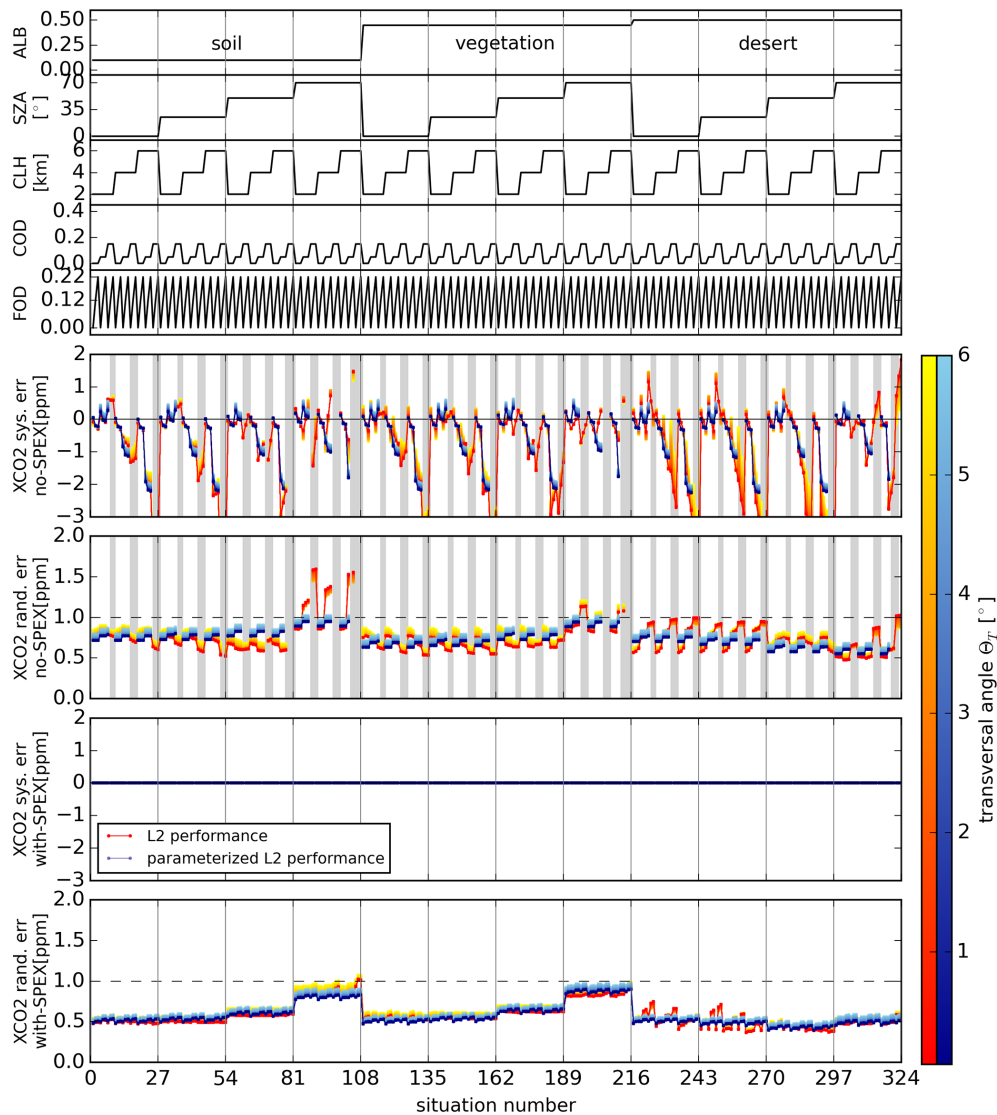 ALB
0.50
0.25
0.00
soil
vegetation
desert
SZA
[°]
70
35
0
CLH
[km]
6
4
2
COD
0.4
0.2
0.0
FOD
0.22
0.12
0.00
XCO2 sys. err
no-SPEX[ppm]
2
1
0
−1
−2
−3
XCO2 rand. err
no-SPEX[ppm]
2.0
1.5
1.0
0.5
0.0
XCO2 sys. err
with-SPEX[ppm]
2
1
0
−1
−2
−3
L2 performance
parameterized L2 performance
XCO2 rand. err
with-SPEX[ppm]
2.0
1.5
1.0
0.5
0.0
0 27 54 81 108 135 162 189 216 243 270 297 324
situation number
6
5
4
3
2
1
transversal angle Θ_T [°]